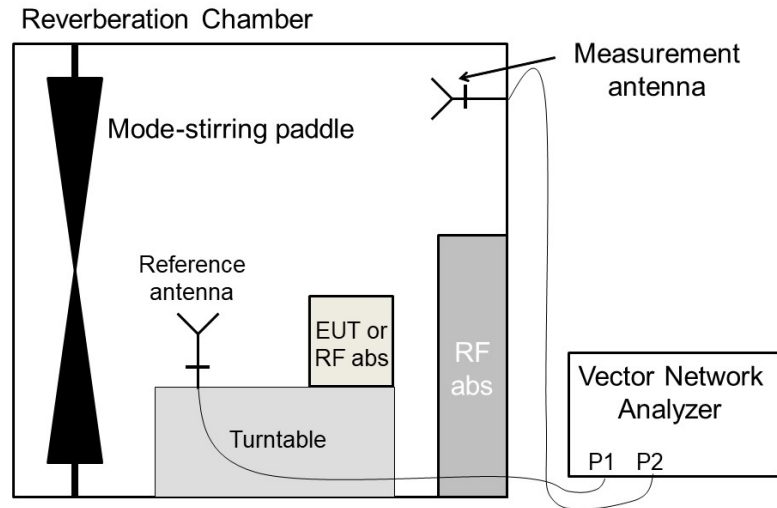 Reverberation Chamber
Measurement
antenna
Mode-stirring paddle
Reference
antenna
EUT or
RF abs
RF
abs
Vector Network
Analyzer
Turntable
P1 P2